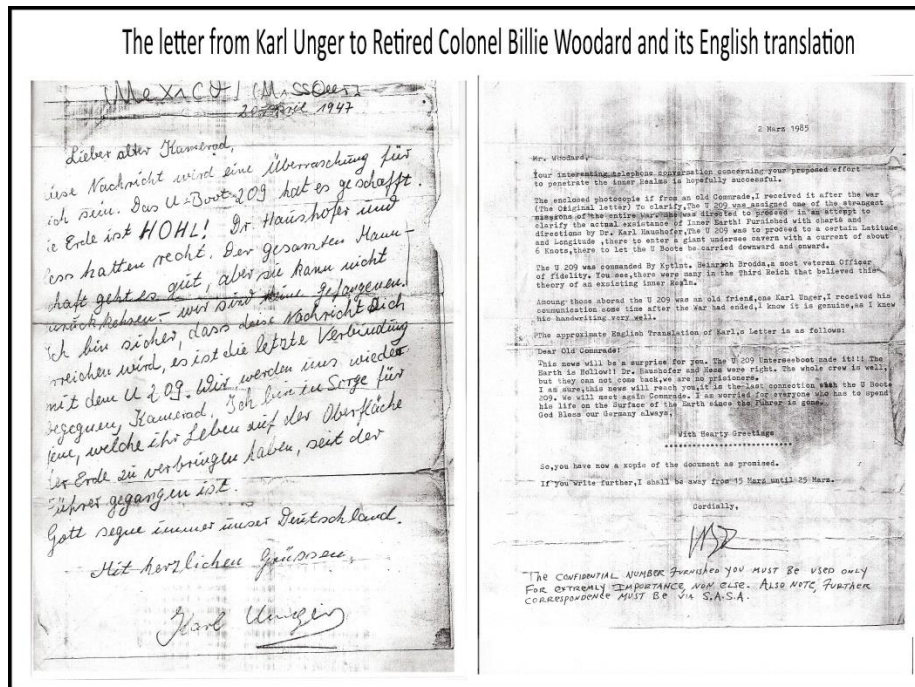 The letter from Karl Unger to Retired Colonel Billie Woodard and its English translation
(Mexico) (Missouri)
April 1947
Lieber alter Kamerad,
iese Nachricht wird eine Überraschung für
ich sein. Das U-Boot 209 hat es geschafft.
ie Erde ist HOHL! Dr. Haushofer und
ess hatten recht. Der gesamten Mann-
haft geht es gut, aber sie kann nicht
- wir sind keine Gefangenen.
Ich bin sicher, dass diese Nachricht Dich
rreichen wird, es ist die letzte Verbindung
mit dem U 209. Wir werden uns wieder
begegnen, Kamerad. Ich bin in Sorge für
jene, welche ihr Leben auf der Oberfläche
der Erde zu verbringen haben, seit der
Führer gegangen ist.
Gott segne immer unser Deutschland.
Mit herzlichen Grüssen,
Karl Unger
2 Marz 1985
Mr. Woodard,
Your interesting telephone conversation concerning your proposed effort
to penetrate the inner Realms is hopefully successful.
The enclosed photocopie if from an old Comrade,I received it after the war
(The Original letter) To clarify,The U 209 was assigned one of the strangest
missions of the entire war. She was directed to proceed in an attempt to
clarify the actual existance of Inner Earth! Furnished with charts and
directions by Dr. Karl Haushofer,The U 209 was to proceed to a certain Latitude
and Longitude ,there to enter a giant undersea cavern with a current of about
6 Knots,there to let the U Boote be carried downward and onward.
The U 209 was commanded By Kptlnt. Heinrich Brodda,a most veteran Officer
of fidelity. You see,there were many in the Third Reich that believed this
theory of an exsisting inner Realm.
Amoung those abored the U 209 was an old friend,one Karl Unger,I received his
communication some time after the War had ended,I know it is genuine,as I knew
his handwriting very well.
The approximate English Translation of Karl,s Letter is as follows:
Dear Old Comrade:
This news will be a surprise for you. The U 209 Unterseeboot made it!!! The
Earth is Hollow!! Dr. Haushofer and Hess were right. The whole crew is well,
but they can not come back,we are no prisoners.
I am sure,this news will reach you,it is the last connection with the U Boote
209. We will meet again Comrade. I am worried for everyone who has to spend
his life on the Surface of the Earth since the Fuhrer is gone.
God Bless our Germany always,
With Hearty Greetings
So,you have now a xopie of the document as promised.
If you write further,I shall be away from 15 Marz until 25 Marz.
Cordially,
THE CONFIDENTIAL NUMBER FURNISHED YOU MUST BE USED ONLY
FOR EXTREMLY IMPORTANCE NON ELSE. ALSO NOTE, FURTHER
CORRESPONDENCE MUST BE VIA S.A.S.A.